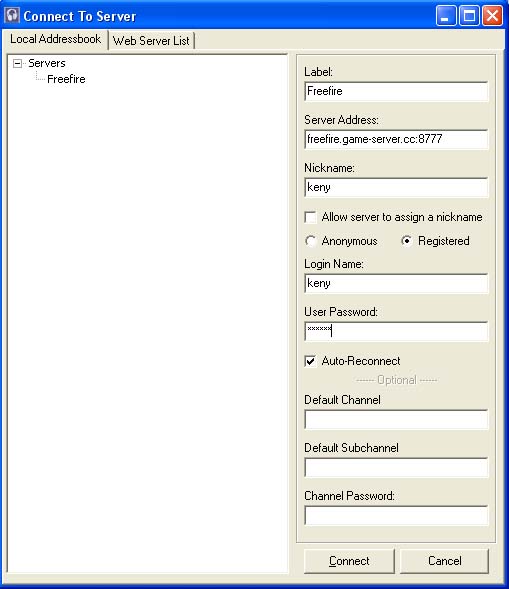 Connect To Server
Local Addressbook
Web Server List
Servers
Freefire
Label:
Freefire
Server Address:
freefire.game-server.cc:8777
Nickname:
keny
Allow server to assign a nickname
Anonymous
Registered
Login Name:
keny
User Password:
××××××
Auto-Reconnect
------ Optional ------
Default Channel
Default Subchannel
Channel Password:
Connect
Cancel